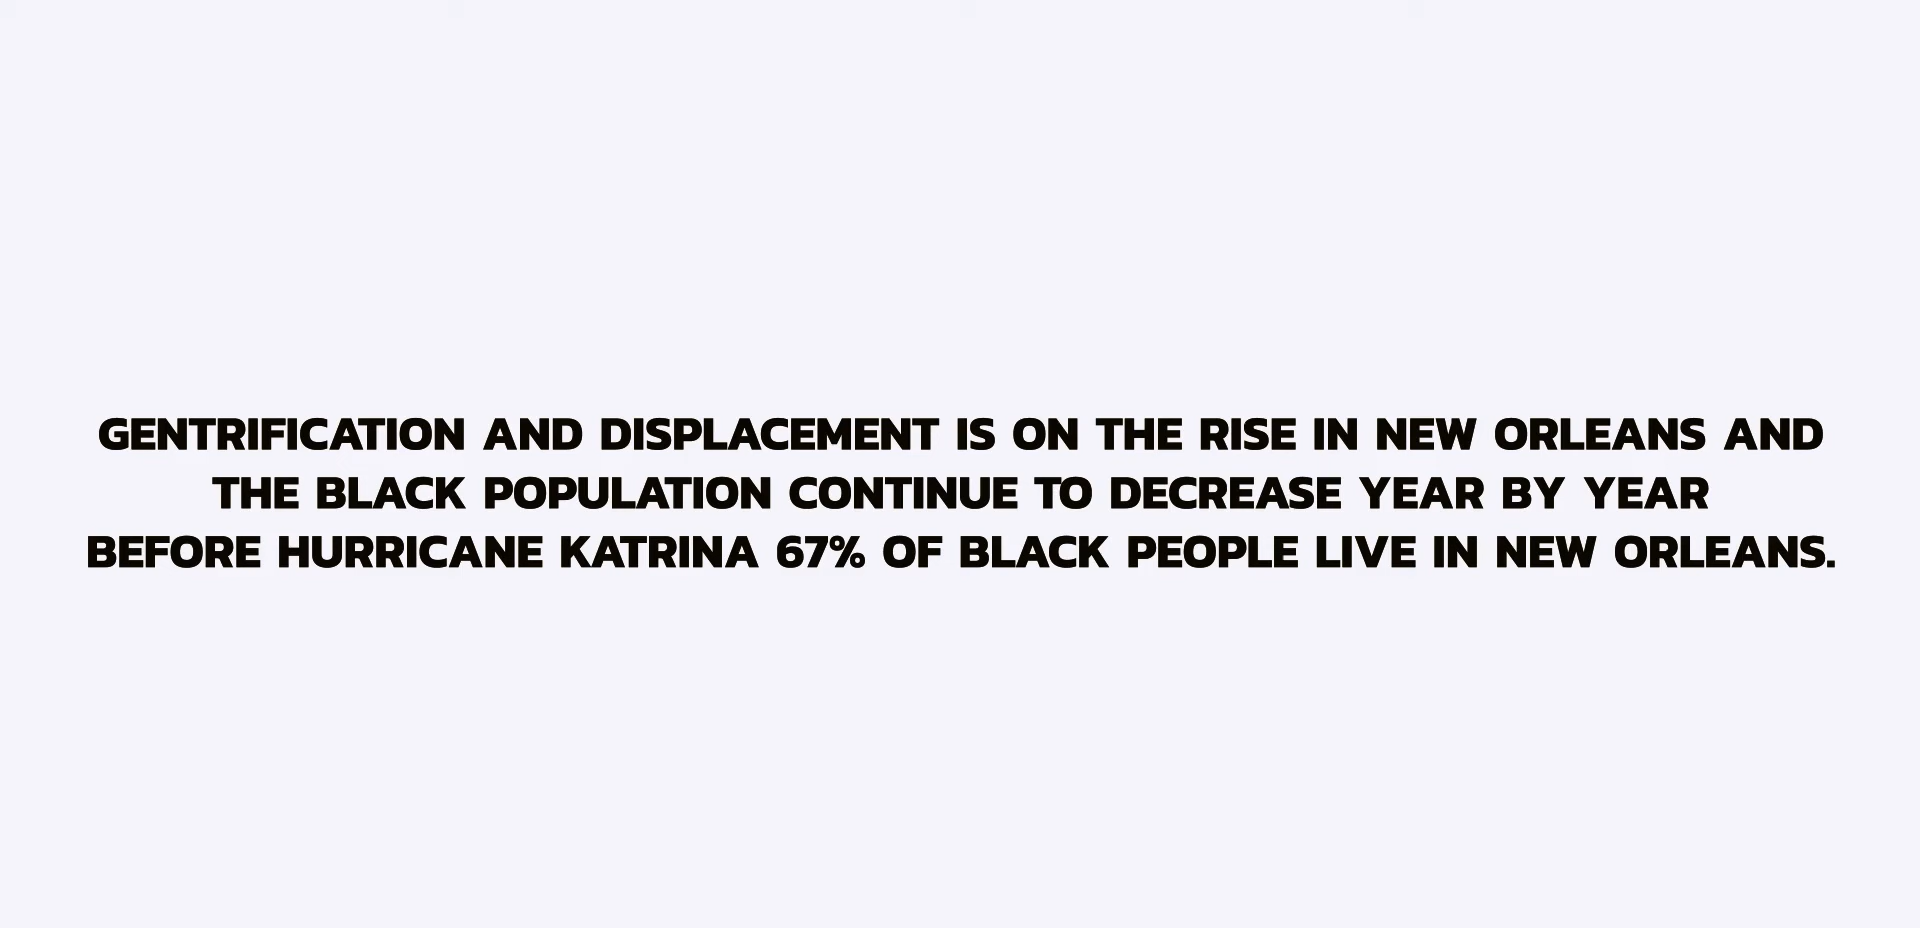 GENTRIFICATION AND DISPLACEMENT IS ON THE RISE IN NEW ORLEANS AND
THE BLACK POPULATION CONTINUE TO DECREASE YEAR BY YEAR
BEFORE HURRICANE KATRINA 67% OF BLACK PEOPLE LIVE IN NEW ORLEANS.